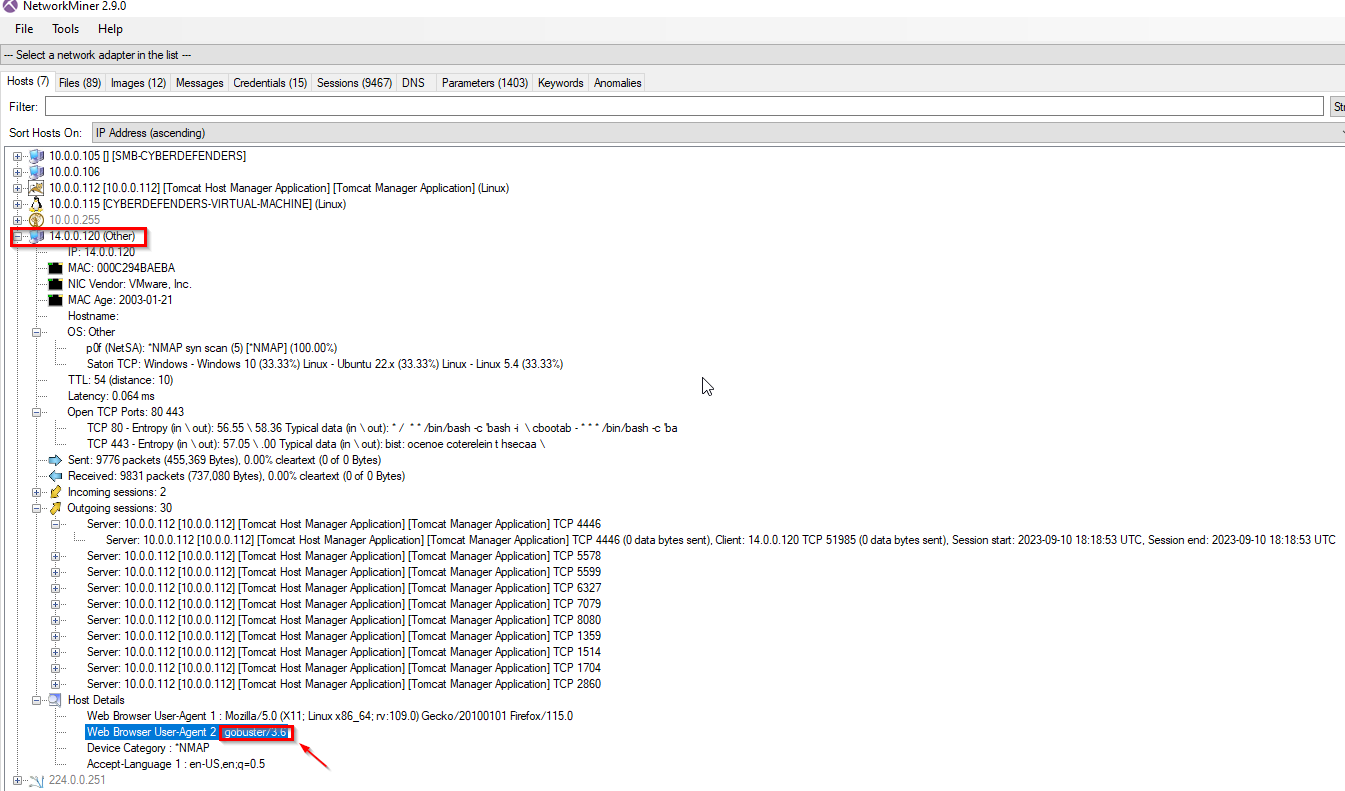 NetworkMiner 2.9.0
File Tools Help
--- Select a network adapter in the list ---
Hosts (7) Files (89) Images (12) Messages Credentials (15) Sessions (9467) DNS Parameters (1403) Keywords Anomalies
Filter:
Sort Hosts On: IP Address (ascending)
10.0.0.105 [] [SMB-CYBERDEFENDERS]
10.0.0.106
10.0.0.112 [10.0.0.112] [Tomcat Host Manager Application] [Tomcat Manager Application] (Linux)
10.0.0.115 [CYBERDEFENDERS-VIRTUAL-MACHINE] (Linux)
10.0.0.255
14.0.0.120 (Other)
IP: 14.0.0.120
MAC: 000C294BAEBA
NIC Vendor: VMware, Inc.
MAC Age: 2003-01-21
Hostname:
OS: Other
p0f (NetSA): *NMAP syn scan (5) [*NMAP] (100.00%)
Satori TCP: Windows - Windows 10 (33.33%) Linux - Ubuntu 22.x (33.33%) Linux - Linux 5.4 (33.33%)
TTL: 54 (distance: 10)
Latency: 0.064 ms
Open TCP Ports: 80 443
TCP 80 - Entropy (in \ out): 56.55 \ 58.36 Typical data (in \ out): * / * * /bin/bash -c 'bash -i \ cbootab - * * * /bin/bash -c 'ba
TCP 443 - Entropy (in \ out): 57.05 \ .00 Typical data (in \ out): bist: ocenoe coterelein t hsecaa \
Sent: 9776 packets (455,369 Bytes), 0.00% cleartext (0 of 0 Bytes)
Received: 9831 packets (737,080 Bytes), 0.00% cleartext (0 of 0 Bytes)
Incoming sessions: 2
Outgoing sessions: 30
Server: 10.0.0.112 [10.0.0.112] [Tomcat Host Manager Application] [Tomcat Manager Application] TCP 4446
Server: 10.0.0.112 [10.0.0.112] [Tomcat Host Manager Application] [Tomcat Manager Application] TCP 4446 (0 data bytes sent), Client: 14.0.0.120 TCP 51985 (0 data bytes sent), Session start: 2023-09-10 18:18:53 UTC, Session end: 2023-09-10 18:18:53 UTC
Server: 10.0.0.112 [10.0.0.112] [Tomcat Host Manager Application] [Tomcat Manager Application] TCP 5578
Server: 10.0.0.112 [10.0.0.112] [Tomcat Host Manager Application] [Tomcat Manager Application] TCP 5599
Server: 10.0.0.112 [10.0.0.112] [Tomcat Host Manager Application] [Tomcat Manager Application] TCP 6327
Server: 10.0.0.112 [10.0.0.112] [Tomcat Host Manager Application] [Tomcat Manager Application] TCP 7079
Server: 10.0.0.112 [10.0.0.112] [Tomcat Host Manager Application] [Tomcat Manager Application] TCP 8080
Server: 10.0.0.112 [10.0.0.112] [Tomcat Host Manager Application] [Tomcat Manager Application] TCP 1359
Server: 10.0.0.112 [10.0.0.112] [Tomcat Host Manager Application] [Tomcat Manager Application] TCP 1514
Server: 10.0.0.112 [10.0.0.112] [Tomcat Host Manager Application] [Tomcat Manager Application] TCP 1704
Server: 10.0.0.112 [10.0.0.112] [Tomcat Host Manager Application] [Tomcat Manager Application] TCP 2860
Host Details
Web Browser User-Agent 1 : Mozilla/5.0 (X11; Linux x86_64; rv:109.0) Gecko/20100101 Firefox/115.0
Web Browser User-Agent 2 gobuster/3.6
Device Category : *NMAP
Accept-Language 1 : en-US,en;q=0.5
224.0.0.251